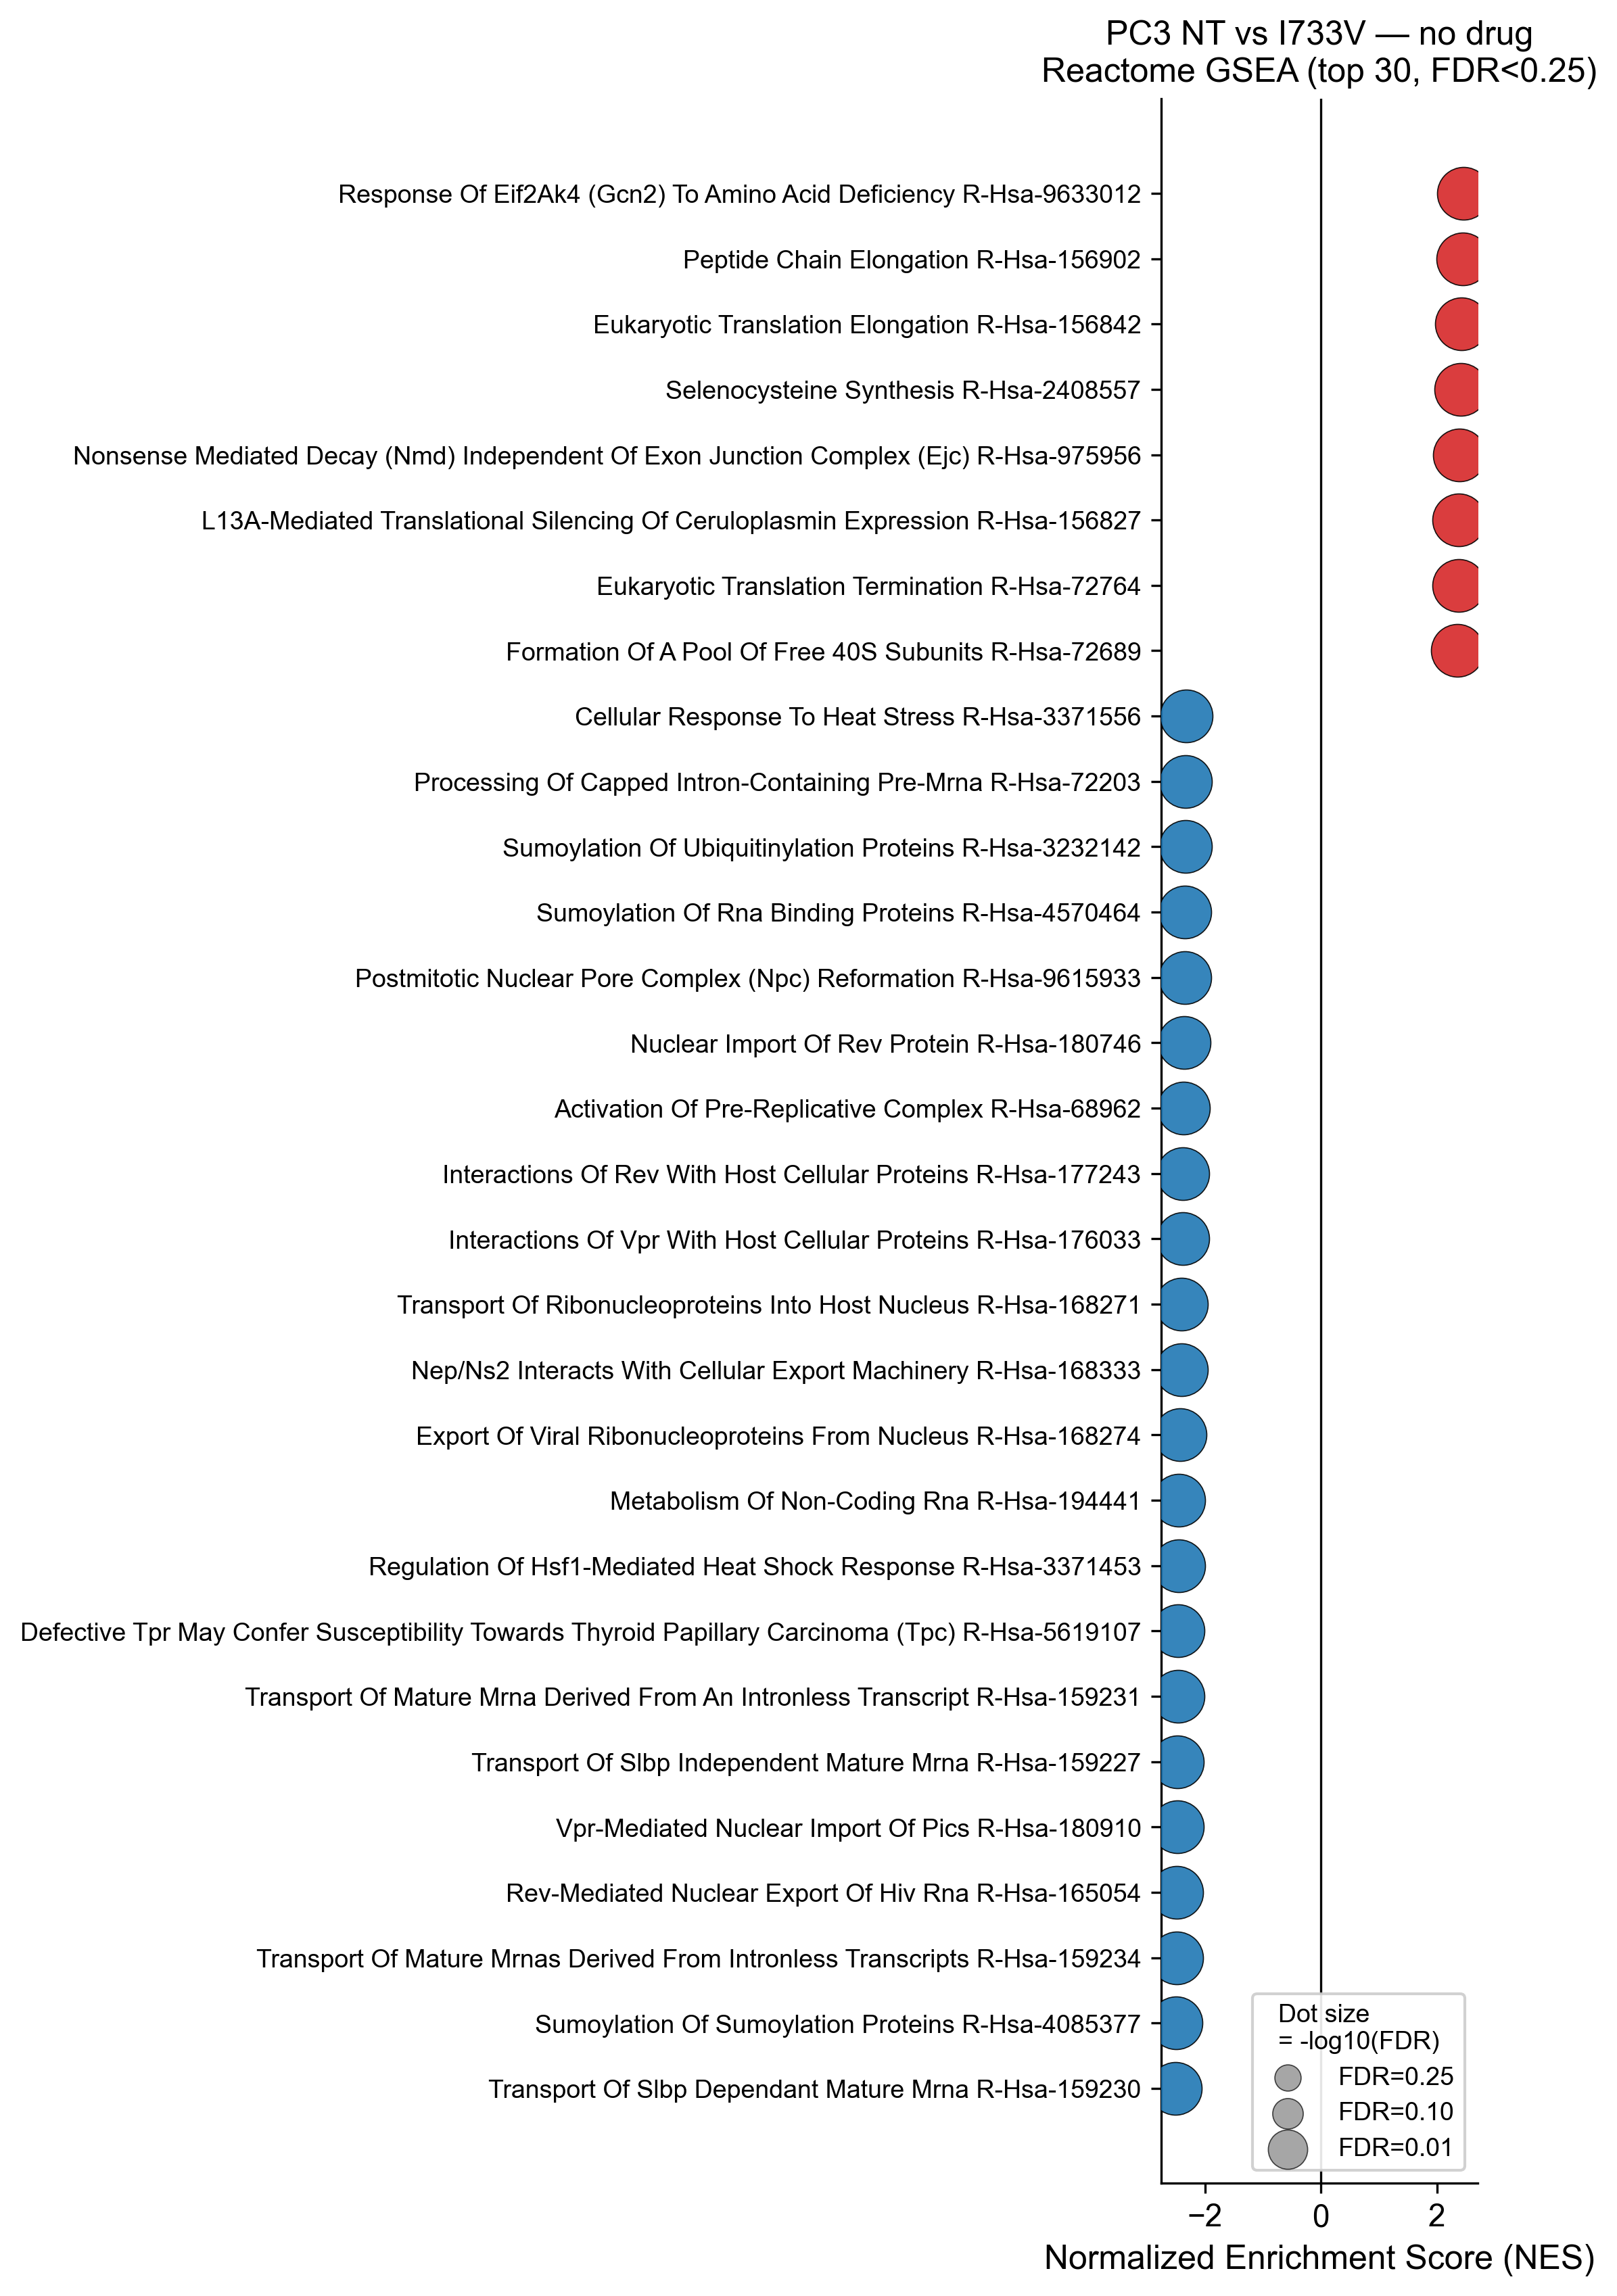 PC3 NT vs I733V — no drug
Reactome GSEA (top 30, FDR<0.25)
Response Of Eif2Ak4 (Gcn2) To Amino Acid Deficiency R-Hsa-9633012
Peptide Chain Elongation R-Hsa-156902
Eukaryotic Translation Elongation R-Hsa-156842
Selenocysteine Synthesis R-Hsa-2408557
Nonsense Mediated Decay (Nmd) Independent Of Exon Junction Complex (Ejc) R-Hsa-975956
L13A-Mediated Translational Silencing Of Ceruloplasmin Expression R-Hsa-156827
Eukaryotic Translation Termination R-Hsa-72764
Formation Of A Pool Of Free 40S Subunits R-Hsa-72689
Cellular Response To Heat Stress R-Hsa-3371556
Processing Of Capped Intron-Containing Pre-Mrna R-Hsa-72203
Sumoylation Of Ubiquitinylation Proteins R-Hsa-3232142
Sumoylation Of Rna Binding Proteins R-Hsa-4570464
Postmitotic Nuclear Pore Complex (Npc) Reformation R-Hsa-9615933
Nuclear Import Of Rev Protein R-Hsa-180746
Activation Of Pre-Replicative Complex R-Hsa-68962
Interactions Of Rev With Host Cellular Proteins R-Hsa-177243
Interactions Of Vpr With Host Cellular Proteins R-Hsa-176033
Transport Of Ribonucleoproteins Into Host Nucleus R-Hsa-168271
Nep/Ns2 Interacts With Cellular Export Machinery R-Hsa-168333
Export Of Viral Ribonucleoproteins From Nucleus R-Hsa-168274
Metabolism Of Non-Coding Rna R-Hsa-194441
Regulation Of Hsf1-Mediated Heat Shock Response R-Hsa-3371453
Defective Tpr May Confer Susceptibility Towards Thyroid Papillary Carcinoma (Tpc) R-Hsa-5619107
Transport Of Mature Mrna Derived From An Intronless Transcript R-Hsa-159231
Transport Of Slbp Independent Mature Mrna R-Hsa-159227
Vpr-Mediated Nuclear Import Of Pics R-Hsa-180910
Rev-Mediated Nuclear Export Of Hiv Rna R-Hsa-165054
Transport Of Mature Mrnas Derived From Intronless Transcripts R-Hsa-159234
Sumoylation Of Sumoylation Proteins R-Hsa-4085377
Transport Of Slbp Dependant Mature Mrna R-Hsa-159230
Dot size
= -log10(FDR)
FDR=0.25
FDR=0.10
FDR=0.01
−2 0 2
Normalized Enrichment Score (NES)